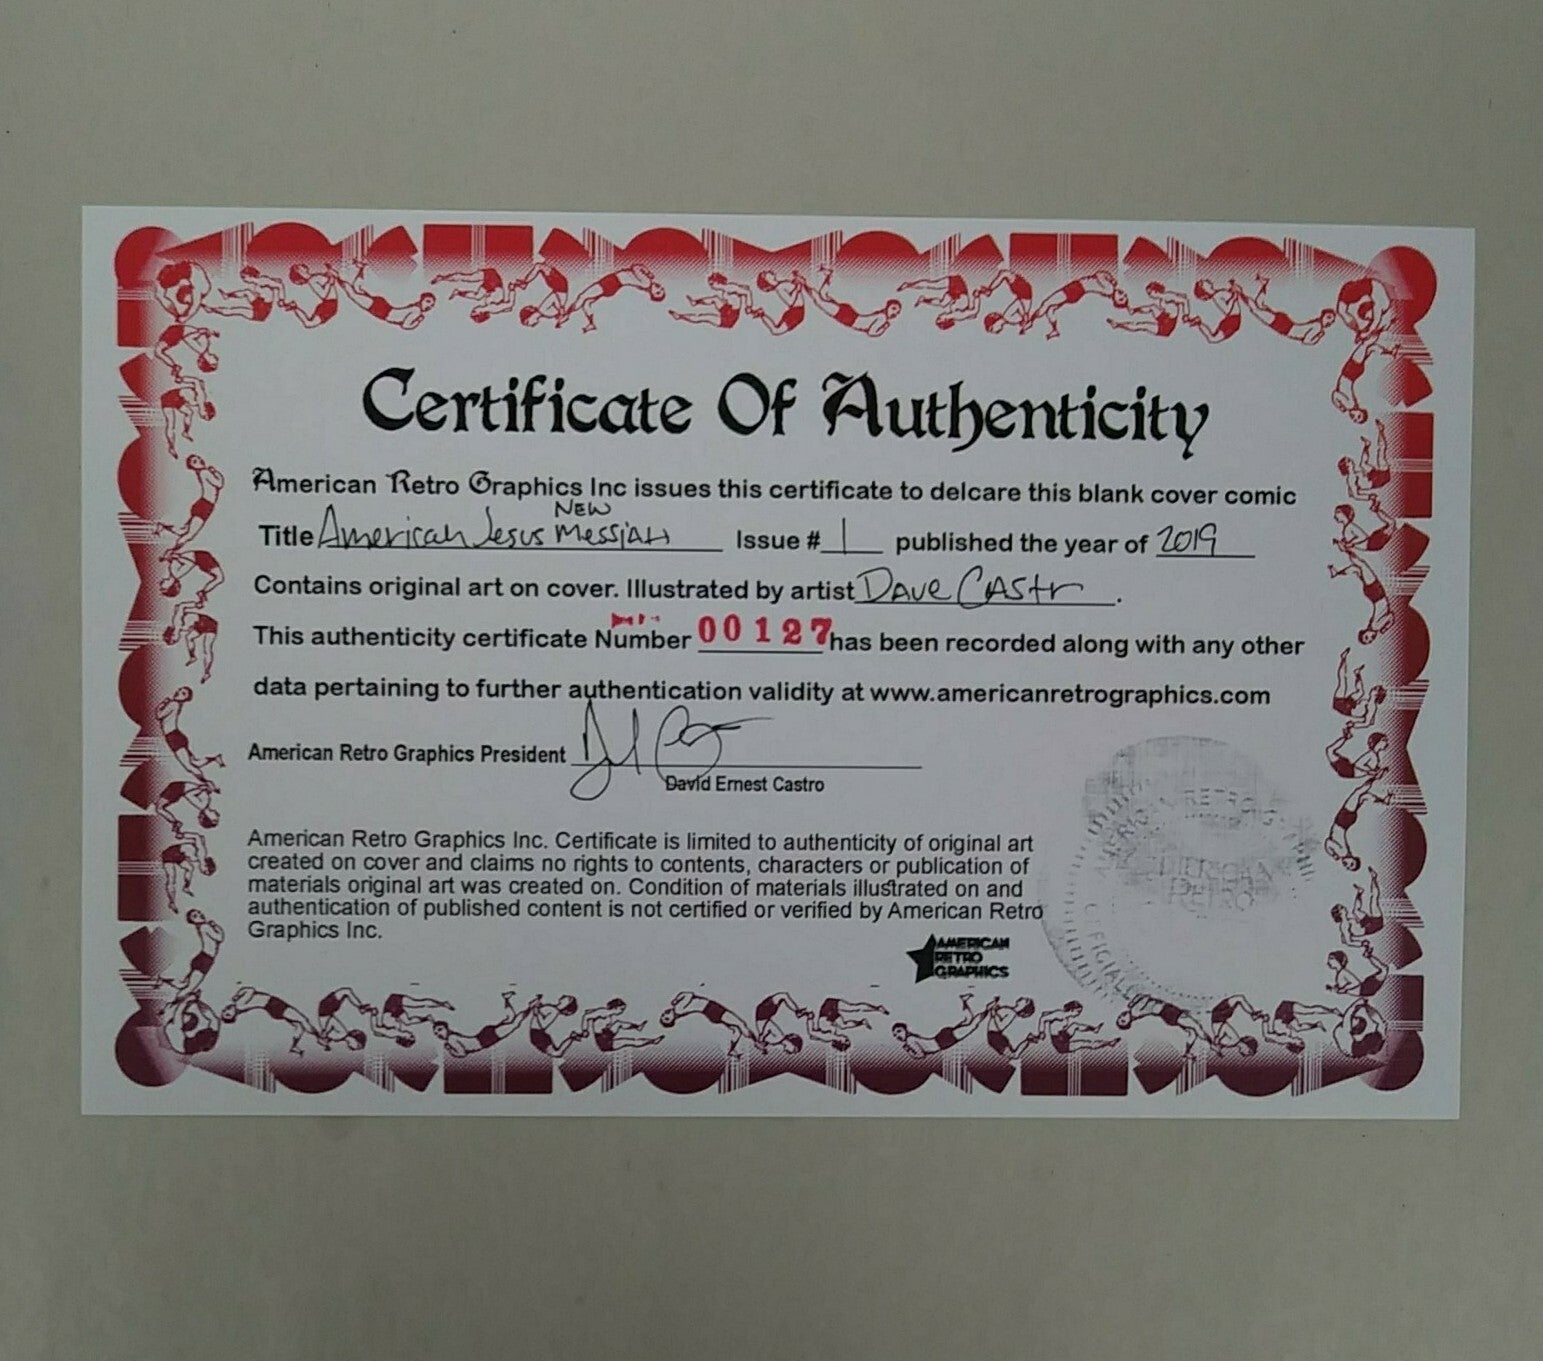 Certificate Of Authenticity
American Retro Graphics Inc issues this certificate to delcare this blank cover comic
NEW
Title American Jesus Messiah Issue # 1 published the year of 2019
Contains original art on cover. Illustrated by artist Dave Castr.
This authenticity certificate Number 00127 has been recorded along with any other
data pertaining to further authentication validity at www.americanretrographics.com
American Retro Graphics President
David Ernest Castro
American Retro Graphics Inc. Certificate is limited to authenticity of original art
created on cover and claims no rights to contents, characters or publication of
materials original art was created on. Condition of materials illustrated on and
authentication of published content is not certified or verified by American Retro
Graphics Inc.
AMERICAN
RETRO
GRAPHICS
AMERICAN
RETRO